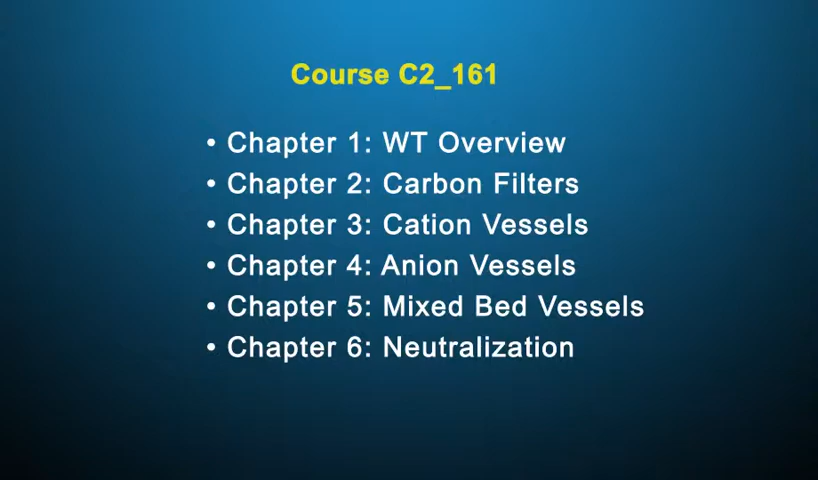 Course C2_161
• Chapter 1: WT Overview
• Chapter 2: Carbon Filters
• Chapter 3: Cation Vessels
• Chapter 4: Anion Vessels
• Chapter 5: Mixed Bed Vessels
• Chapter 6: Neutralization